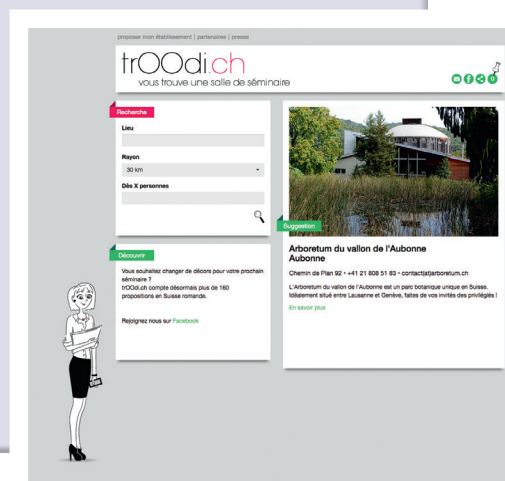 proposer mon établissement | partenaires | presse
trOOdi.ch
vous trouve une salle de séminaire
0
Recherche
Lieu
Rayon
30 km
Dès X personnes
Découvrir
Vous souhaitez changer de décors pour votre prochain
séminaire ?
trOOdi.ch compte désormais plus de 160
propositions en Suisse romande.
Rejoignez nous sur Facebook
Suggestion
Arboretum du vallon de l'Aubonne
Aubonne
Chemin de Plan 92 • +41 21 808 51 83 • contact(at)arboretum.ch
L'Arboretum du vallon de l'Aubonne est un parc botanique unique en Suisse.
Idéalement situé entre Lausanne et Genève, faites de vos invités des privilégiés !
En savoir plus